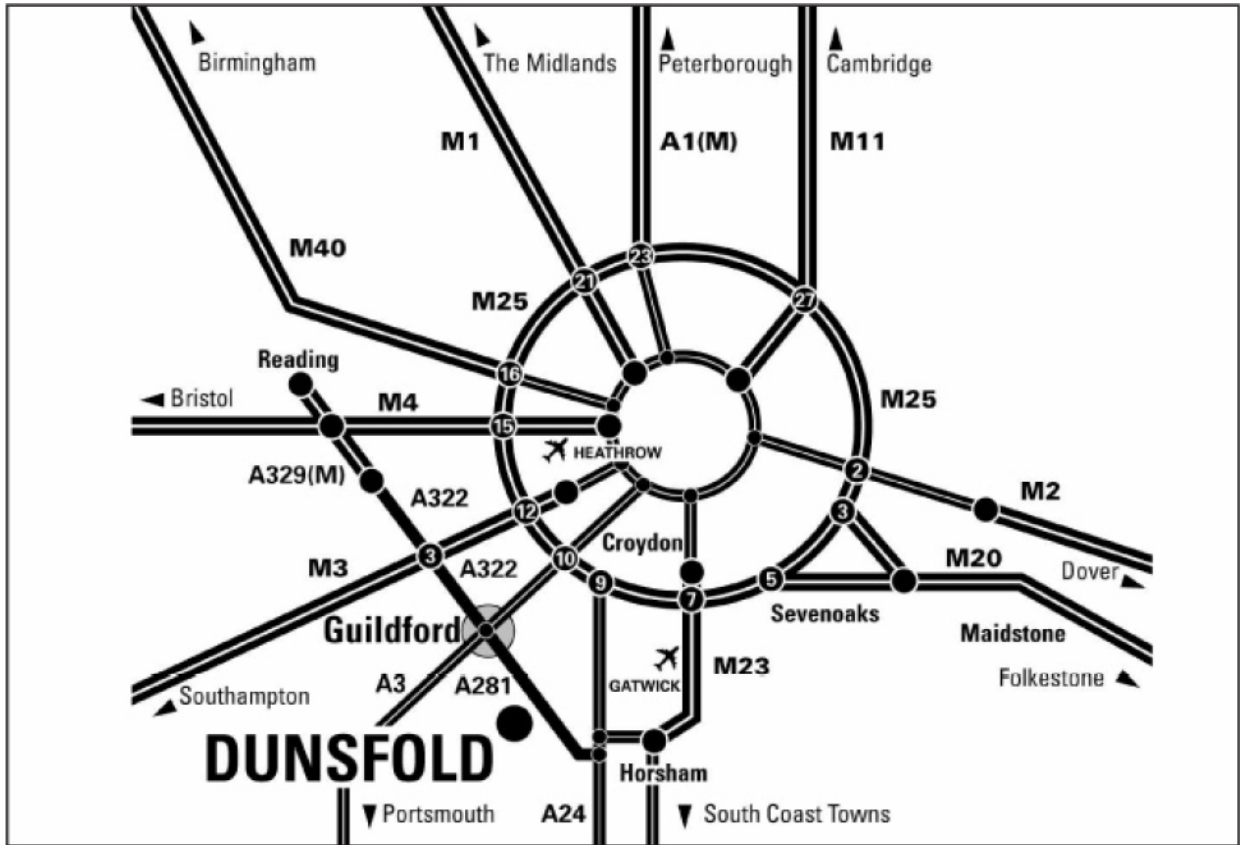 Birmingham
The Midlands
Peterborough
Cambridge
M1
A1(M)
M11
M40
23
21
27
M25
Reading
16
M25
Bristol
M4
15
HEATHROW
A329(M)
2
M2
A322
12
3
Croydon
M3
3
A322
10
9
7
5
M20
Dover
Sevenoaks
Guildford
Maidstone
M23
GATWICK
Folkestone
Southampton
A3
A281
DUNSFOLD
Horsham
Portsmouth
A24
South Coast Towns